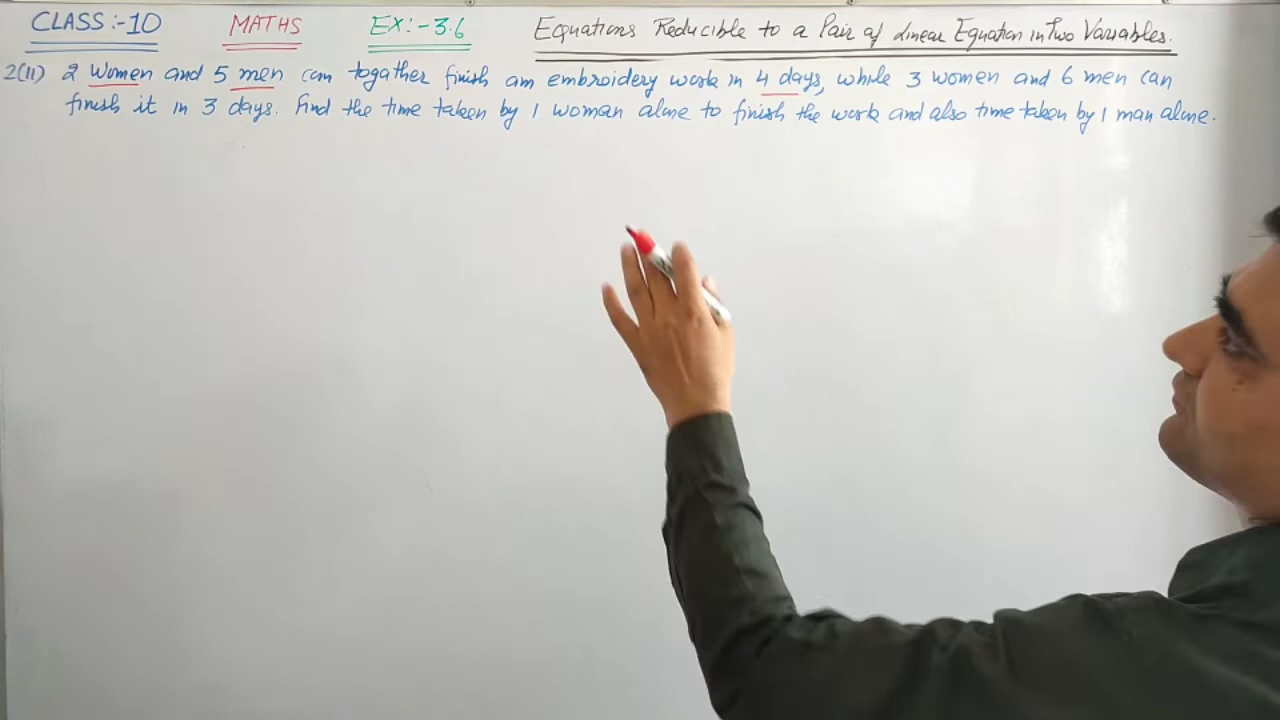 CLASS:-10 MATHS EX:-3.6 Equations Reducible to a Pair of Linear Equation in Two Variables.
2(II) 2 Women and 5 men can togather finish am embroidery work in 4 days, while 3 women and 6 men can
finish it in 3 days. Find the time taken by 1 woman alone to finish the work and also time taken by 1 man alone.